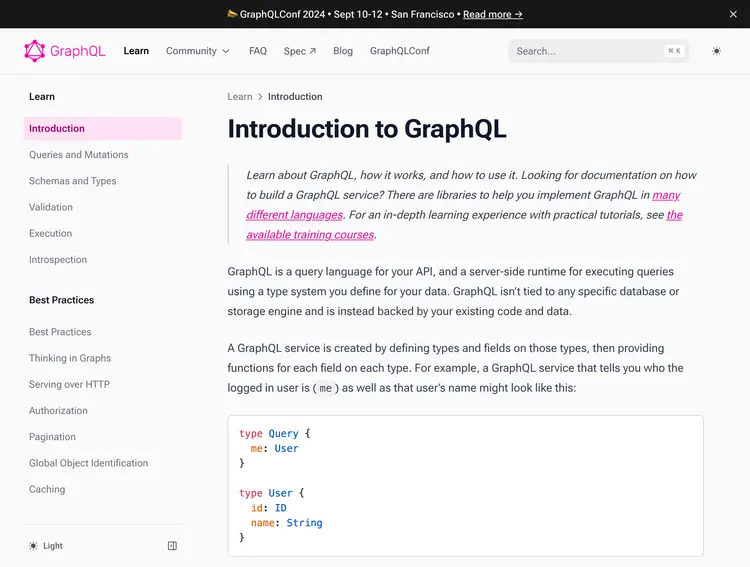 GraphQLConf 2024 • Sept 10-12 • San Francisco • Read more →
GraphQL
Learn
Community
FAQ
Spec ↗
Blog
GraphQLConf
Search...
⌘ K
Learn
Introduction
Queries and Mutations
Schemas and Types
Validation
Execution
Introspection
Best Practices
Best Practices
Thinking in Graphs
Serving over HTTP
Authorization
Pagination
Global Object Identification
Caching
Light
Learn > Introduction
Introduction to GraphQL
Learn about GraphQL, how it works, and how to use it. Looking for documentation on how
to build a GraphQL service? There are libraries to help you implement GraphQL in many
different languages. For an in-depth learning experience with practical tutorials, see the
available training courses.
GraphQL is a query language for your API, and a server-side runtime for executing queries
using a type system you define for your data. GraphQL isn’t tied to any specific database or
storage engine and is instead backed by your existing code and data.
A GraphQL service is created by defining types and fields on those types, then providing
functions for each field on each type. For example, a GraphQL service that tells you who the
logged in user is (me) as well as that user’s name might look like this:
type Query {
  me: User
}
type User {
  id: ID
  name: String
}